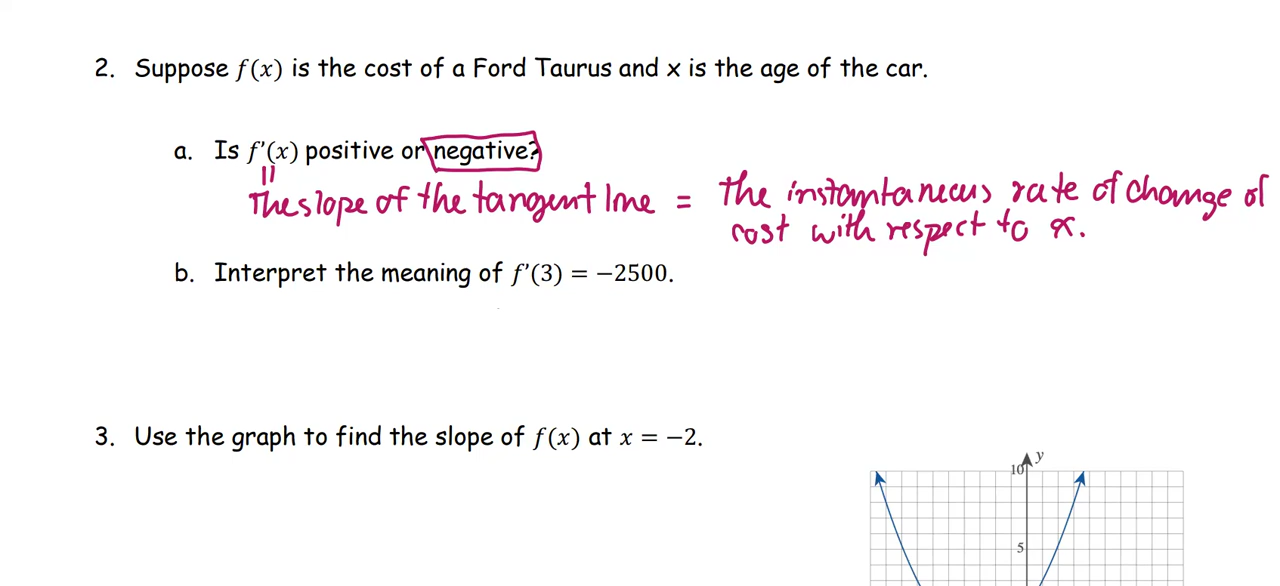 2. Suppose f(x) is the cost of a Ford Taurus and x is the age of the car.
a. Is f'(x) positive or negative?
The slope of the tangent line = the instantaneous rate of change of
cost with respect to x.
b. Interpret the meaning of f'(3) = −2500.
3. Use the graph to find the slope of f(x) at x = −2.
10 y
5